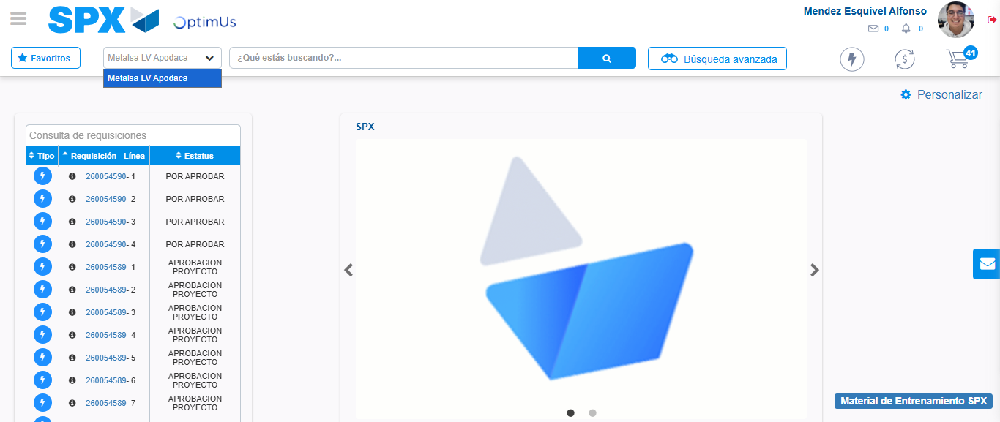 SPX
OptimUs
Mendez Esquivel Alfonso
0
0
Favoritos
Metalsa LV Apodaca
¿Qué estás buscando?...
Búsqueda avanzada
$
41
Metalsa LV Apodaca
Personalizar
Consulta de requisiciones
Tipo Requisición - Línea Estatus
260054590- 1 POR APROBAR
260054590- 2 POR APROBAR
260054590- 3 POR APROBAR
260054590- 4 POR APROBAR
260054589- 1 APROBACION
PROYECTO
260054589- 2 APROBACION
PROYECTO
260054589- 3 APROBACION
PROYECTO
260054589- 4 APROBACION
PROYECTO
260054589- 5 APROBACION
PROYECTO
260054589- 6 APROBACION
PROYECTO
260054589- 7 APROBACION
PROYECTO
SPX
Material de Entrenamiento SPX